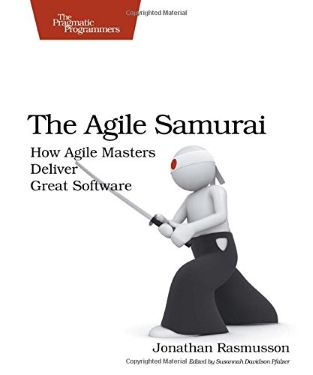 The
Pragmatic
Programmers
Copyrighted Material
The Agile Samurai
How Agile Masters
Deliver
Great Software
Jonathan Rasmusson
Copyrighted Material Edited by Susannah Davidson Pfalzer